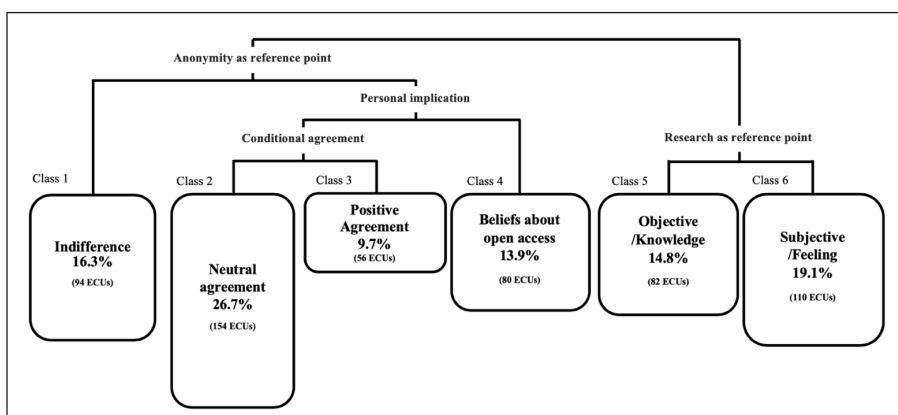 Anonymity as reference point
Personal implication
Conditional agreement
Research as reference point
Class 1
Class 2
Class 3
Class 4
Class 5
Class 6
Indifference
16.3%
(94 ECUs)
Neutral
agreement
26.7%
(154 ECUs)
Positive
Agreement
9.7%
(56 ECUs)
Beliefs about
open access
13.9%
(80 ECUs)
Objective
/Knowledge
14.8%
(82 ECUs)
Subjective
/Feeling
19.1%
(110 ECUs)